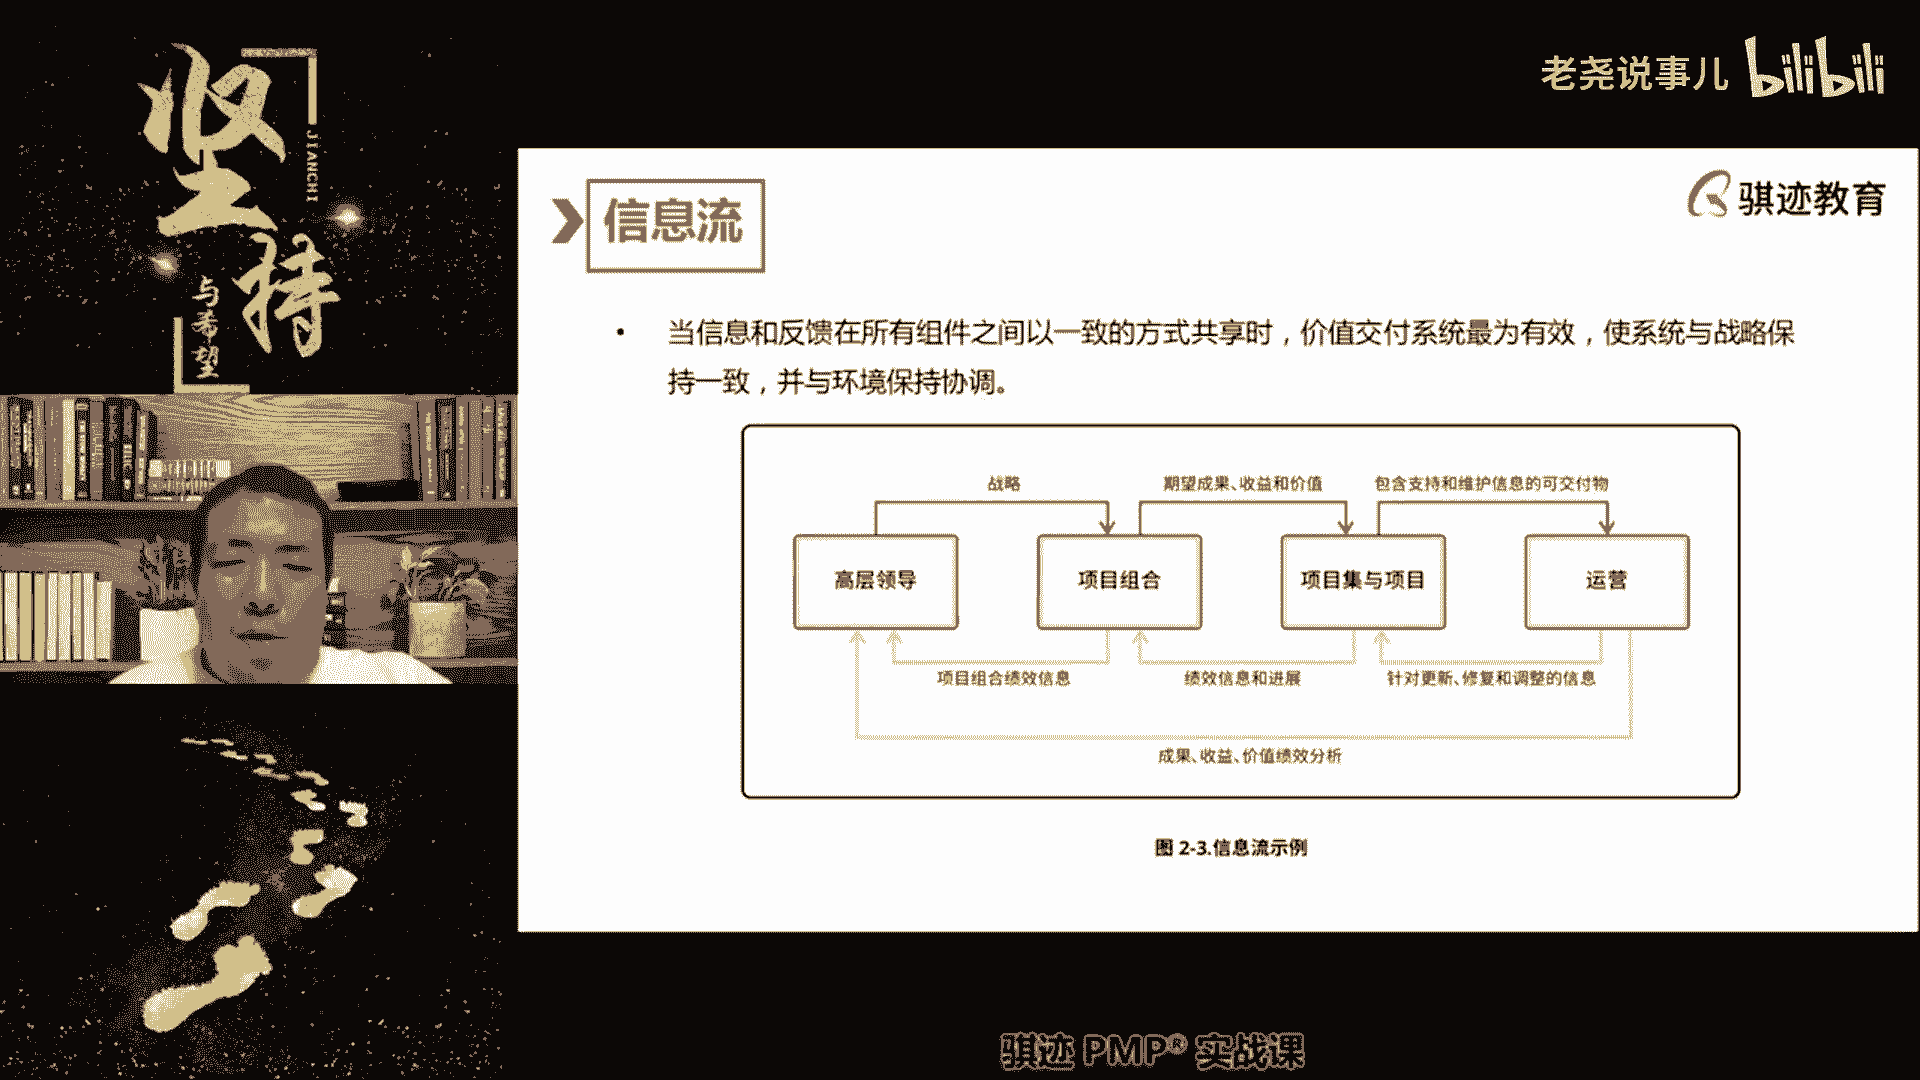 坚持
JIANCHI
与希望
老尧说事儿 bilibili
信息流
骐迹教育
• 当信息和反馈在所有组件之间以一致的方式共享时，价值交付系统最为有效，使系统与战略保
持一致，并与环境保持协调。
战略
期望成果、收益和价值
包含支持和维护信息的可交付物
高层领导
项目组合
项目集与项目
运营
项目组合绩效信息
绩效信息和进展
针对更新、修复和调整的信息
成果、收益、价值绩效分析
图 2-3.信息流示例
骐迹 PMP® 实战课